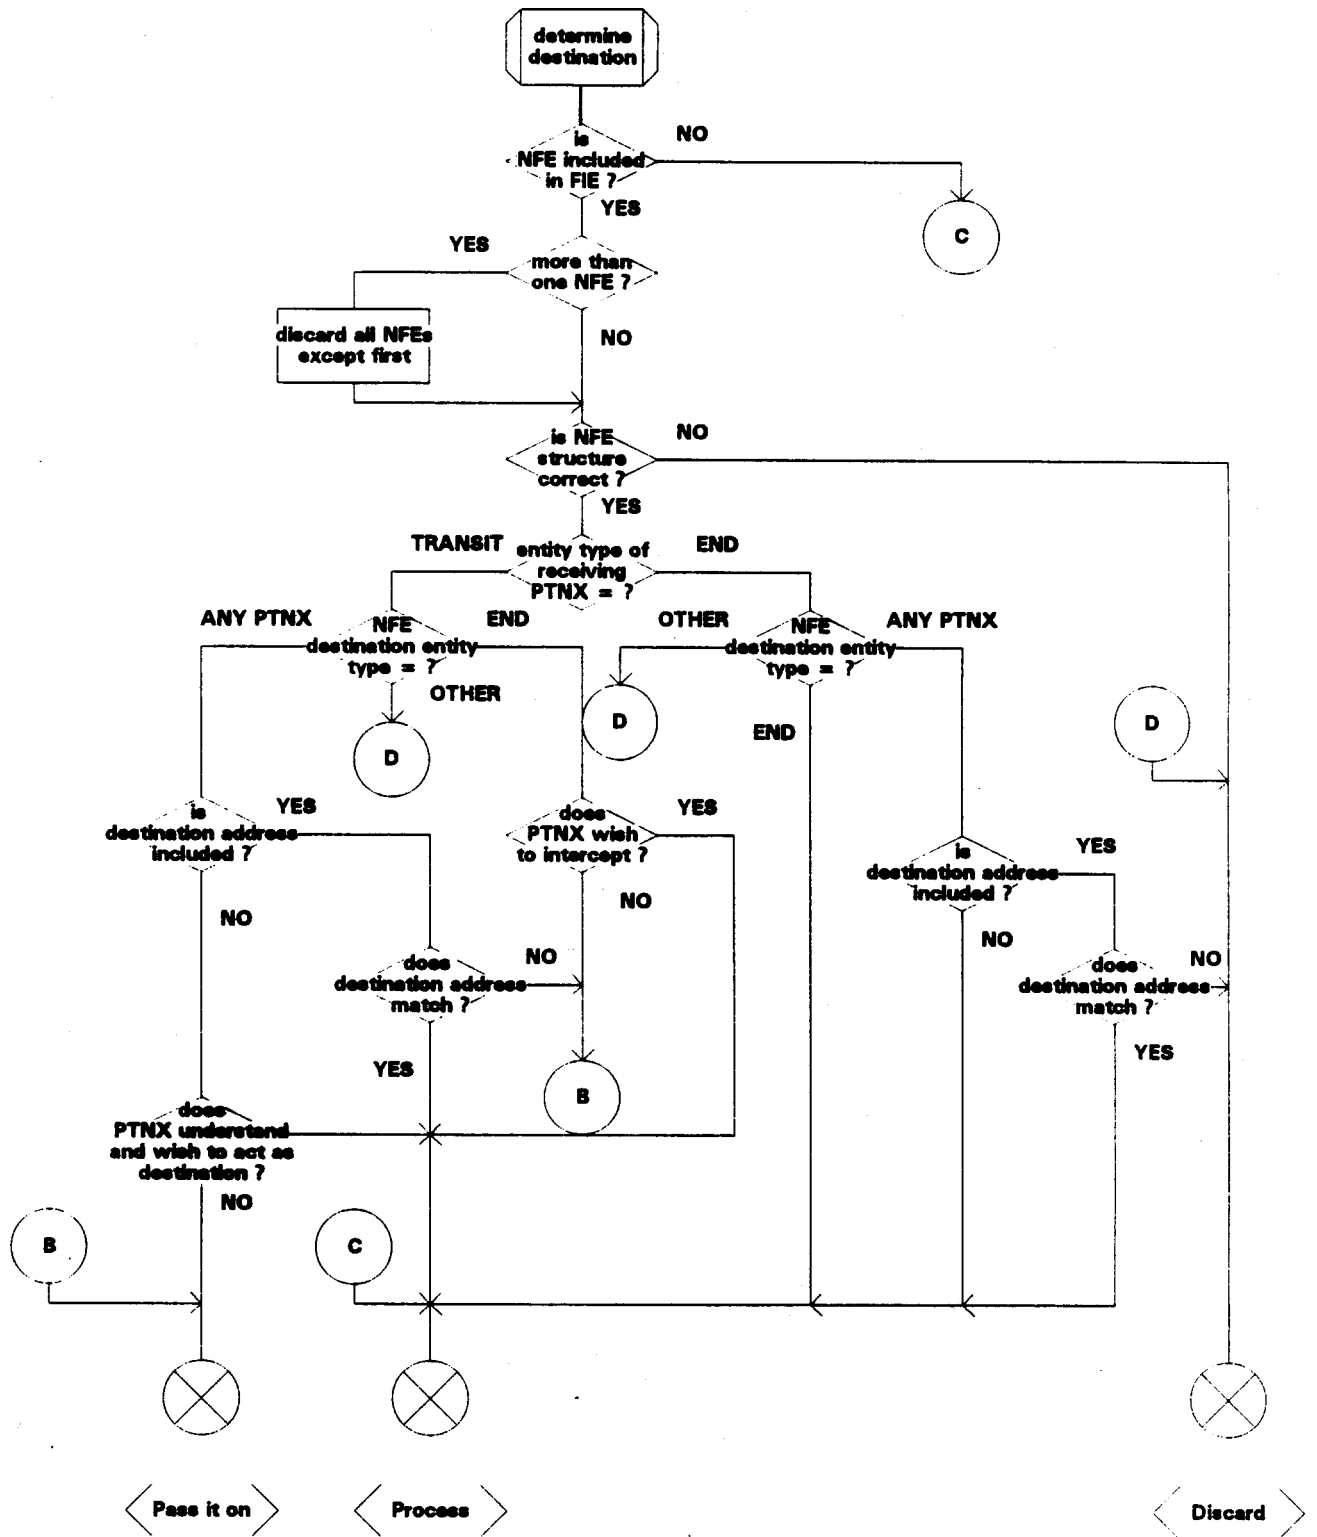 determine
destination
is
NFE included
in FIE ?
NO
YES
C
YES
more than
one NFE ?
discard all NFEs
except first
NO
is NFE
structure
correct ?
NO
YES
TRANSIT
entity type of
receiving
PTNX = ?
END
ANY PTNX
NFE
destination entity
type = ?
END
OTHER
D
OTHER
NFE
destination entity
type = ?
ANY PTNX
D
END
D
is
destination address
included ?
YES
NO
does
PTNX wish
to intercept ?
YES
NO
is
destination address
included ?
YES
NO
does
destination address
match ?
NO
YES
does
destination address
match ?
NO
YES
B
does
PTNX understand
and wish to act as
destination ?
NO
B
C
Pass it on
Process
Discard